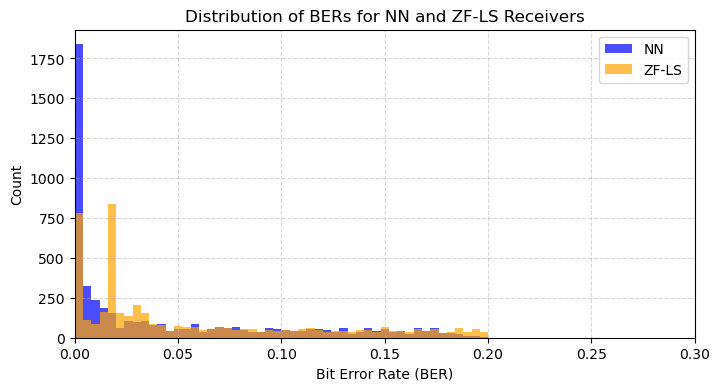 Distribution of BERs for NN and ZF-LS Receivers
NN
ZF-LS
Count
1750
1500
1250
1000
750
500
250
0
0.00 0.05 0.10 0.15 0.20 0.25 0.30
Bit Error Rate (BER)